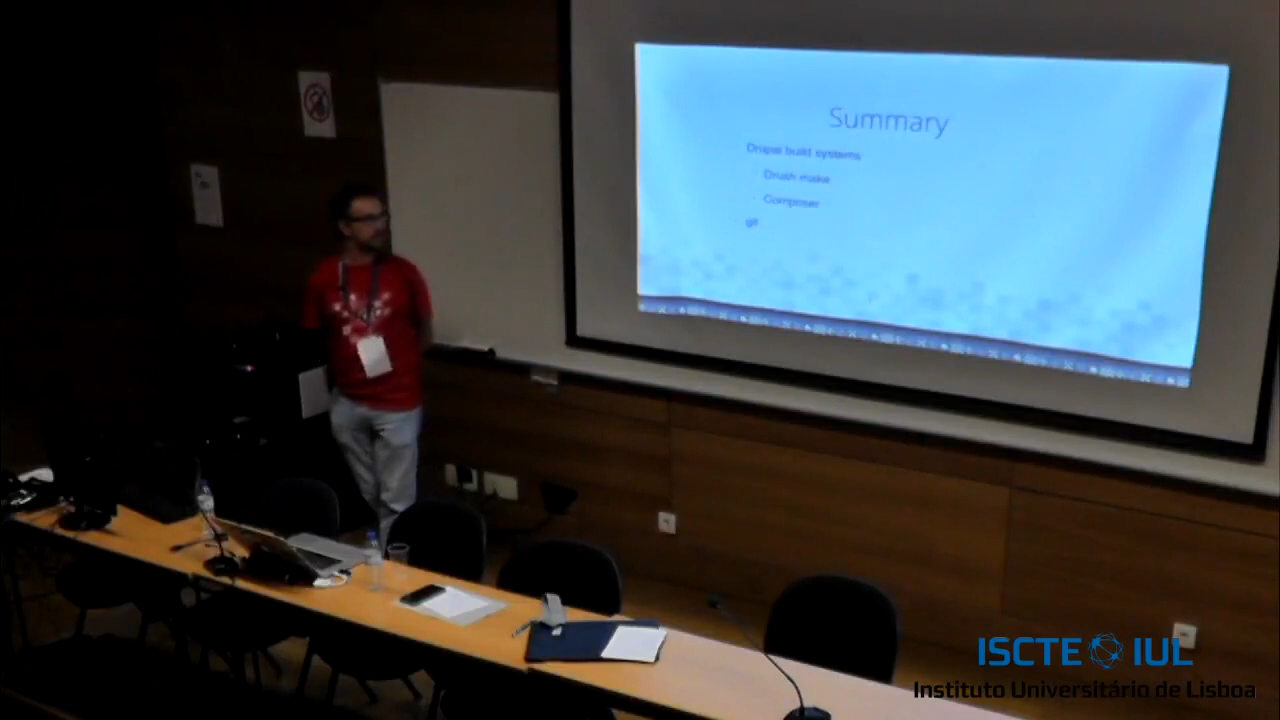 Summary
Drupal build systems
Drush make
Composer
git
ISCTE IUL
Instituto Universitário de Lisboa